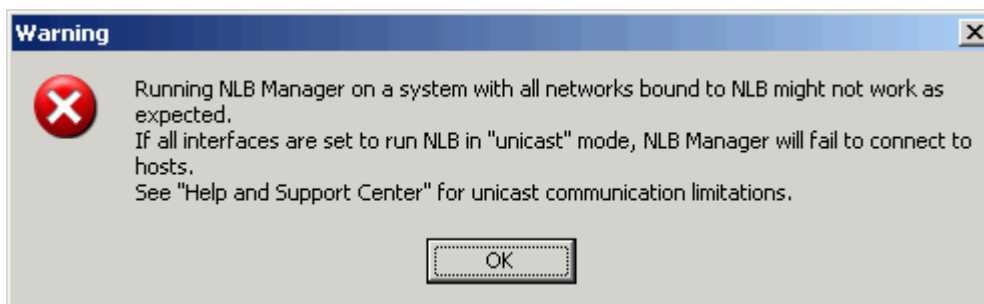 Warning
Running NLB Manager on a system with all networks bound to NLB might not work as
expected.
If all interfaces are set to run NLB in "unicast" mode, NLB Manager will fail to connect to
hosts.
See "Help and Support Center" for unicast communication limitations.
OK